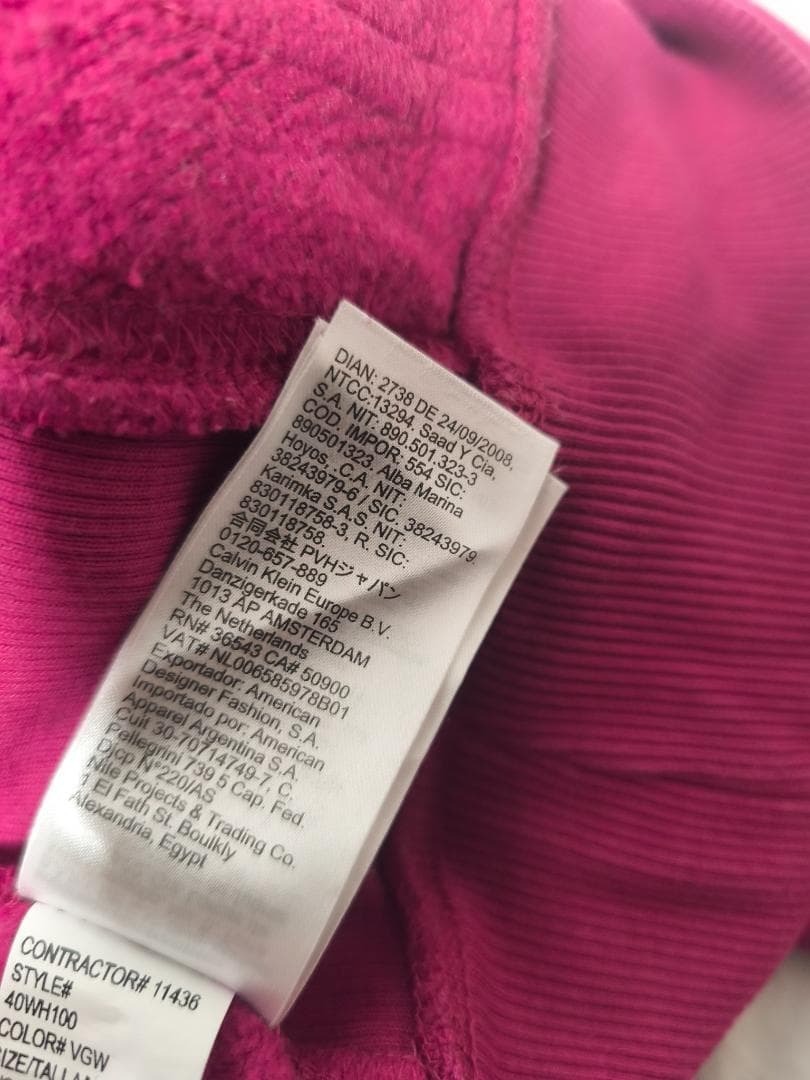 DIAN: 2738 DE 24/09/2008,
NTCC:13294, Saad Y Cia,
S.A. NIT: 890.501.323-3
COD. IMPOR. 554 SIC:
890501323, Alba Marina
Hoyos, C.A. NIT:
38243979-6 / SIC. 38243979,
Karimka S.A.S. NIT:
830118758-3, R. SIC:
830118758.
合同会社 PVHジャパン
0120-657-889
Calvin Klein Europe B.V.
Danzigerkade 165
1013 AP AMSTERDAM
The Netherlands
RN# 36543 CA# 50900
VAT# NL006585978B01
Exportador: American
Designer Fashion, S.A.
Importado por: American
Apparel Argentina S.A.
Cuit 30-70714749-7, C.
Pellegrini 739 5 Cap. Fed.
Djcp N°220/AS
Nile Projects & Trading Co.
1 El Fath St. Boulkly
Alexandria, Egypt
CONTRACTOR# 11436
STYLE#
40WH100
COLOR# VGW